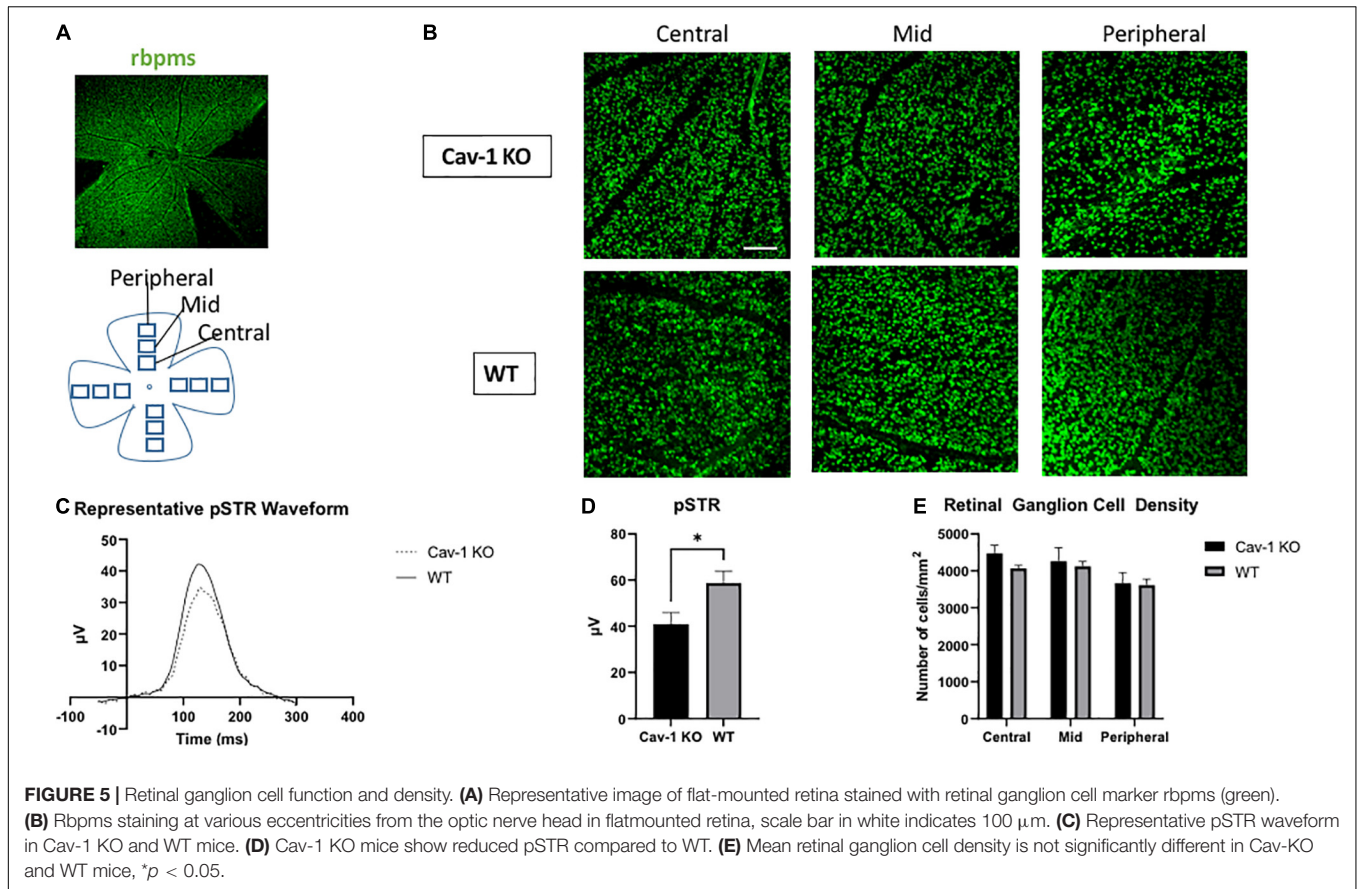 A
rbpms
Peripheral
Mid
Central
B
Central Mid Peripheral
Cav-1 KO
WT
C Representative pSTR Waveform
µV
50
40
30
20
10
-10
-100 100 200 300 400
Time (ms)
Cav-1 KO
WT
D pSTR
µV
80
60
40
20
0
*
Cav-1 KO WT
E Retinal Ganglion Cell Density
Number of cells/mm²
5000
4000
3000
2000
1000
0
Central Mid Peripheral
Cav-1 KO
WT
FIGURE 5 | Retinal ganglion cell function and density. (A) Representative image of flat-mounted retina stained with retinal ganglion cell marker rbpms (green).
(B) Rbpms staining at various eccentricities from the optic nerve head in flatmounted retina, scale bar in white indicates 100 µm. (C) Representative pSTR waveform
in Cav-1 KO and WT mice. (D) Cav-1 KO mice show reduced pSTR compared to WT. (E) Mean retinal ganglion cell density is not significantly different in Cav-KO
and WT mice, *p < 0.05.